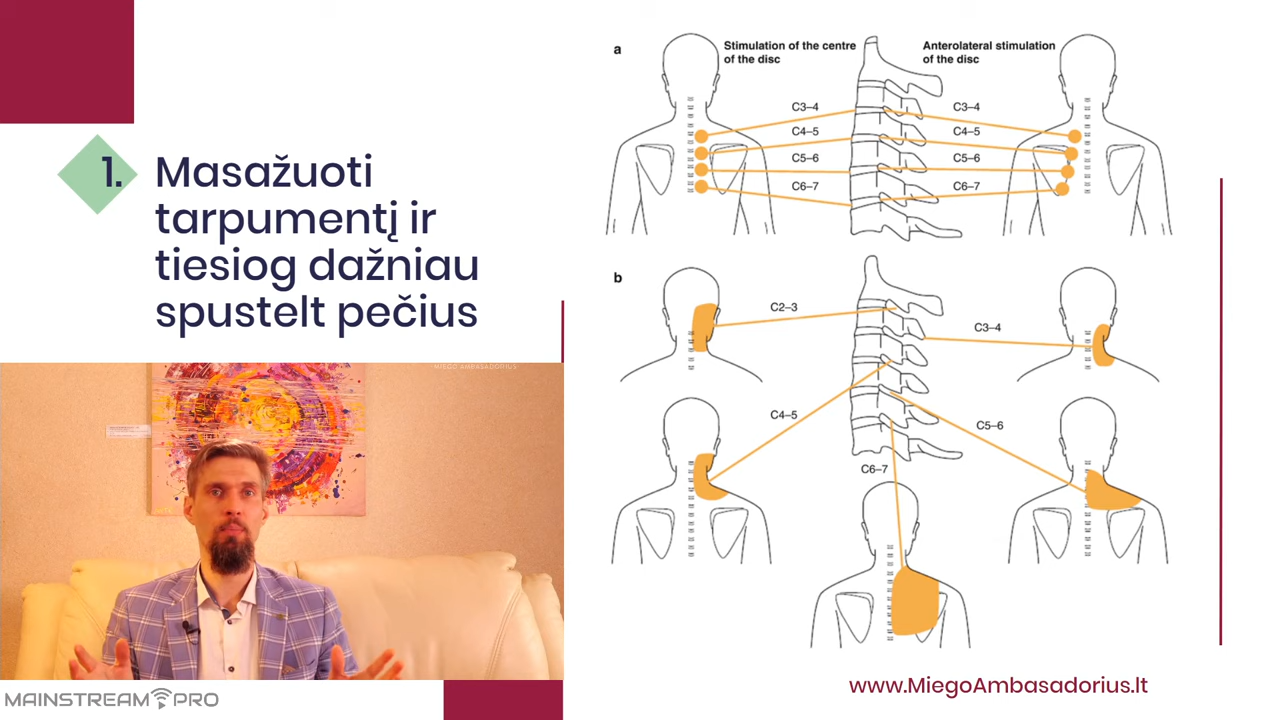 1.
Masažuoti
tarpumentį ir
tiesiog dažniau
spustelt pečius
MIEGO AMBASADORIUS
MAINSTREAM PRO
a
Stimulation of the centre
of the disc
Anterolateral stimulation
of the disc
C3–4
C3–4
C4–5
C4–5
C5–6
C5–6
C6–7
C6–7
b
C2–3
C3–4
C4–5
C5–6
C6–7
www.MiegoAmbasadorius.lt